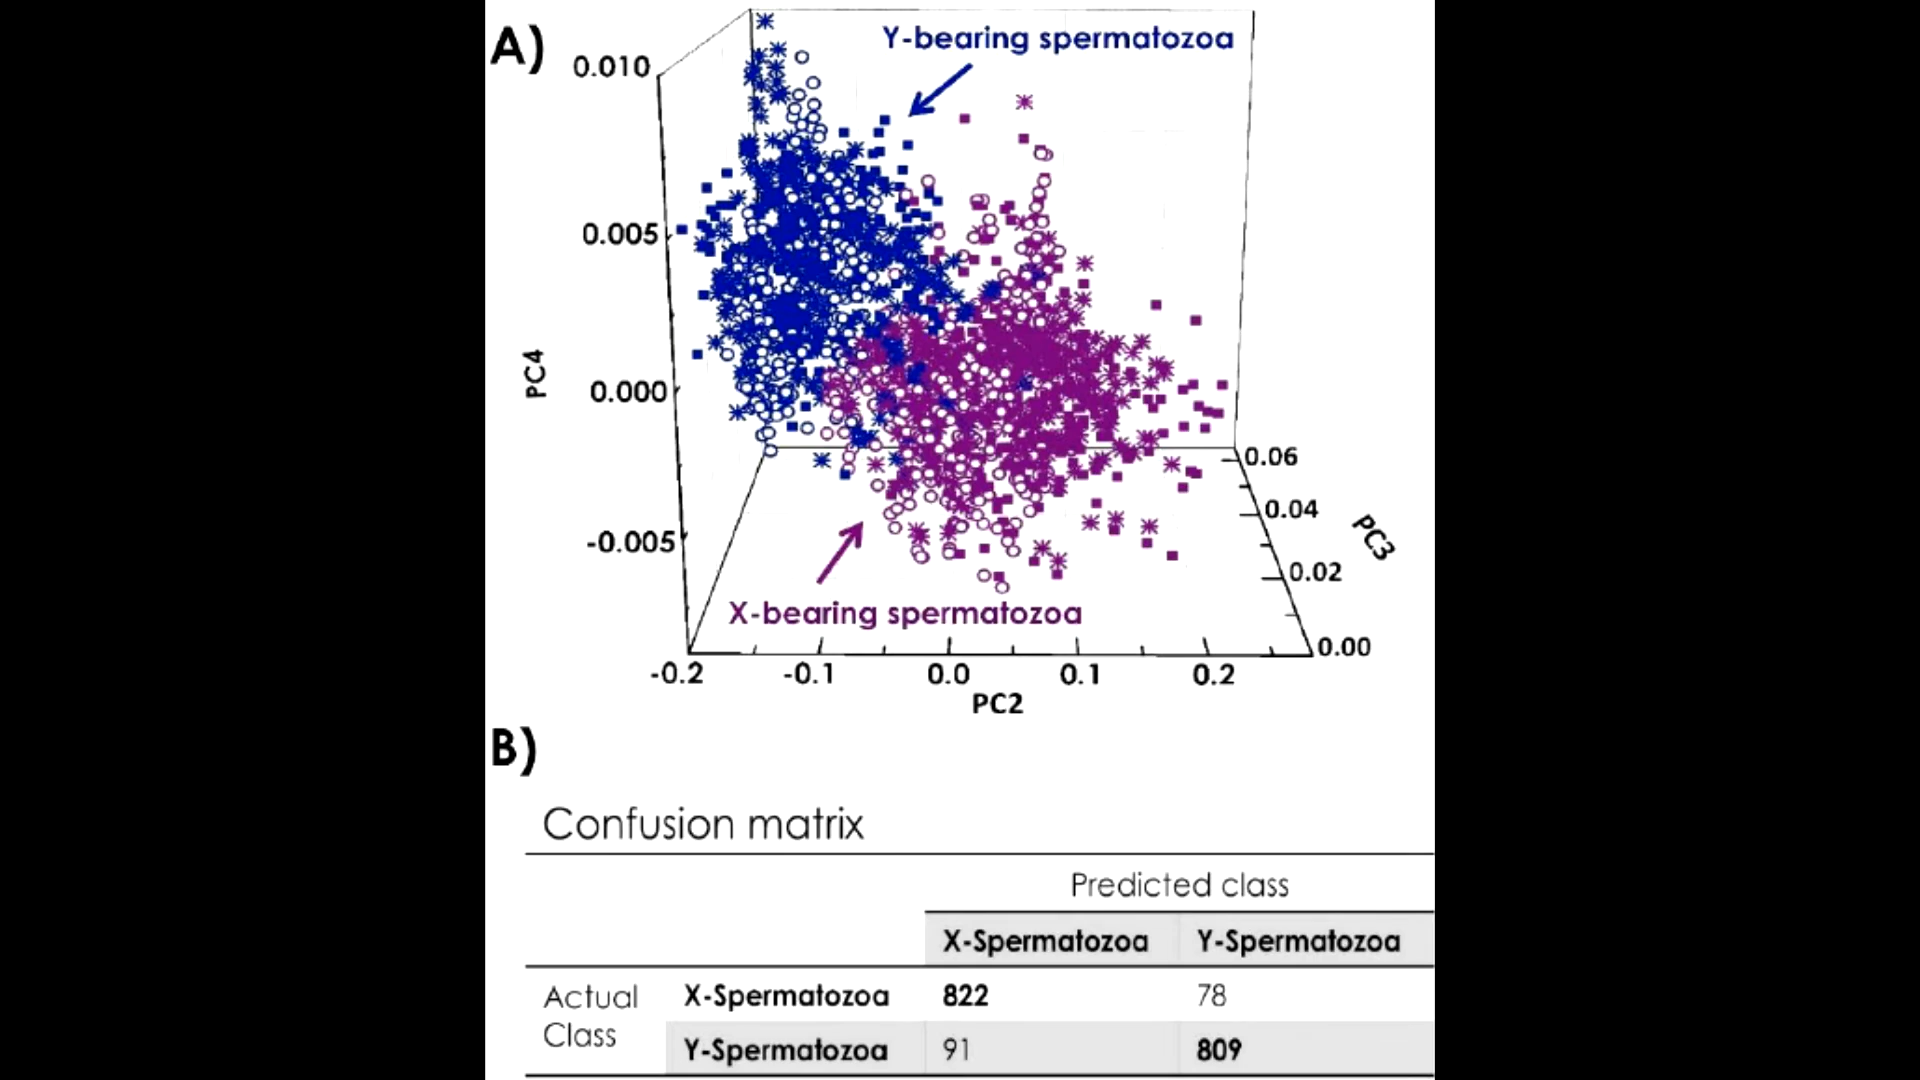 A)
Y-bearing spermatozoa
0.010
0.005
0.000
-0.005
PC4
X-bearing spermatozoa
0.06
0.04
0.02
0.00
PC3
-0.2 -0.1 0.0 0.1 0.2
PC2
B)
Confusion matrix
Predicted class
X-Spermatozoa Y-Spermatozoa
Actual Class X-Spermatozoa 822 78
Y-Spermatozoa 91 809